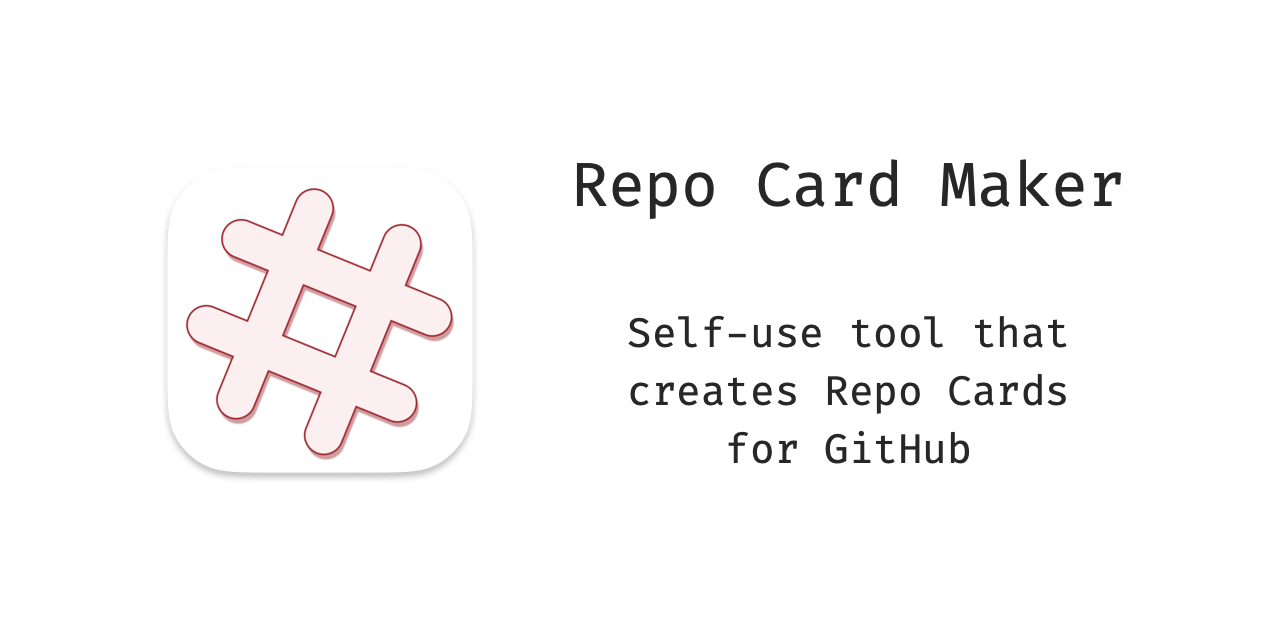 Repo Card Maker
Self-use tool that
creates Repo Cards
for GitHub